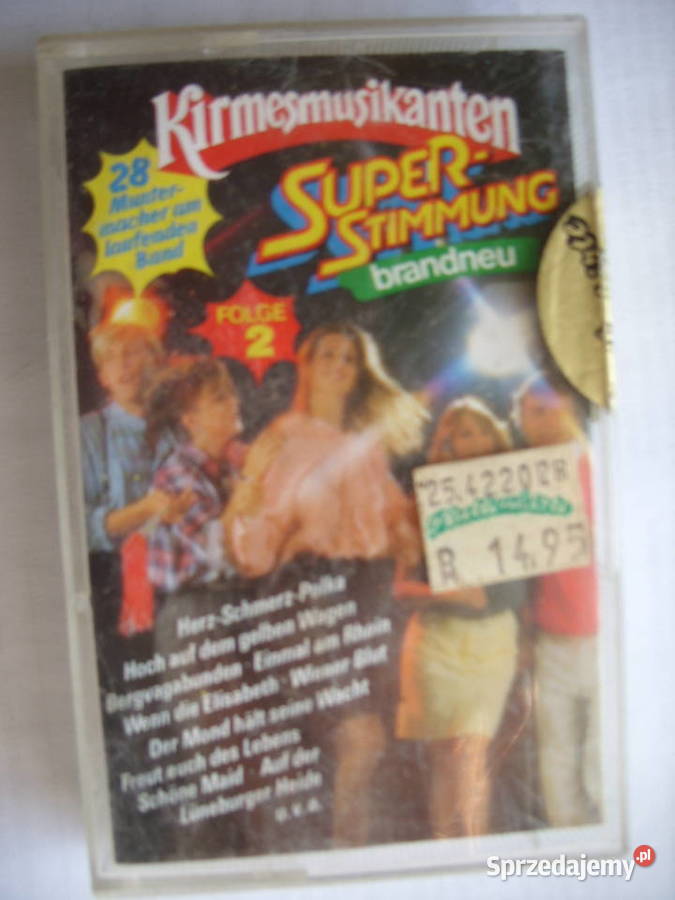 Kirmesmusikanten
28
Munter-
macher am
laufenden
Band
SUPER-
STIMMUNG
brandneu
FOLGE
2
25.42201
R 14,95
Herz-Schmerz-Polka
Hoch auf dem gelben Wagen
Bergvagabunden · Einmal am Rhein
Wenn die Elisabeth · Wiener Blut
Der Mond hält seine Wacht
Freut euch des Lebens
Schöne Maid · Auf der
Lüneburger Heide
u.v.a.
Sprzedajemy.pl